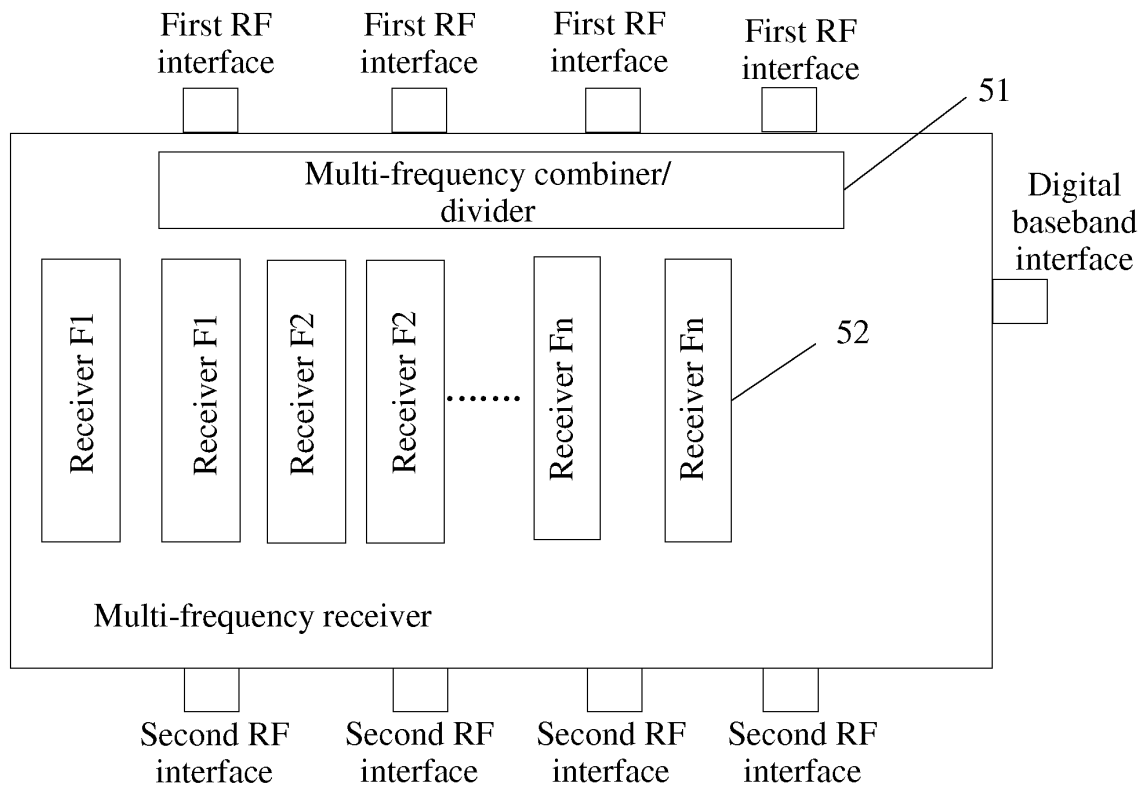 First RF
interface
First RF
interface
First RF
interface
First RF
interface
51
Multi-frequency combiner/
divider
Digital
baseband
interface
Receiver F1
Receiver F1
Receiver F2
Receiver F2
.......
Receiver Fn
Receiver Fn
52
Multi-frequency receiver
Second RF
interface
Second RF
interface
Second RF
interface
Second RF
interface